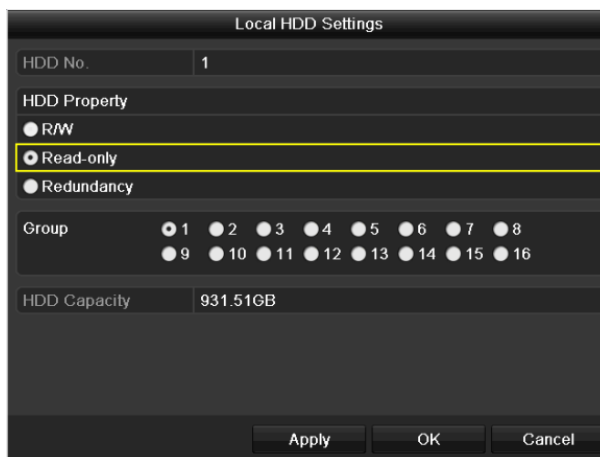 Local HDD Settings
HDD No. 1
HDD Property
R/W
Read-only
Redundancy
Group 1 2 3 4 5 6 7 8
9 10 11 12 13 14 15 16
HDD Capacity 931.51GB
Apply OK Cancel